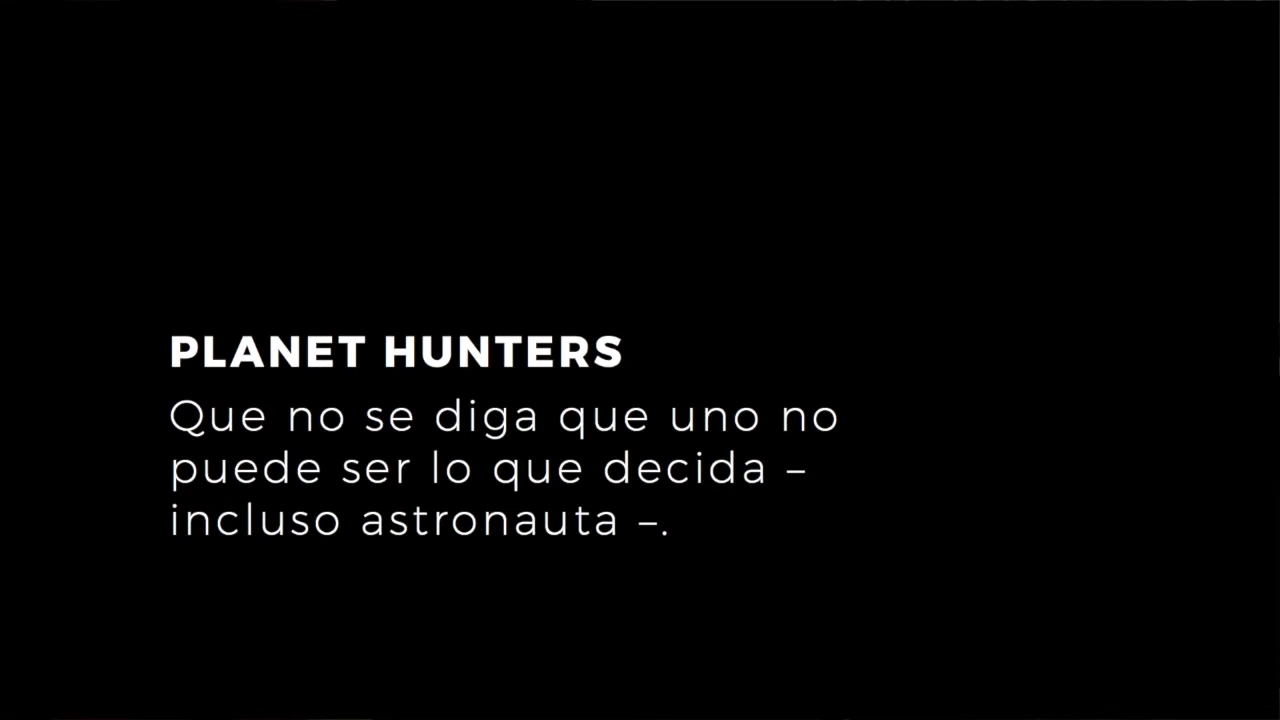 PLANET HUNTERS
Que no se diga que uno no
puede ser lo que decida –
incluso astronauta –.